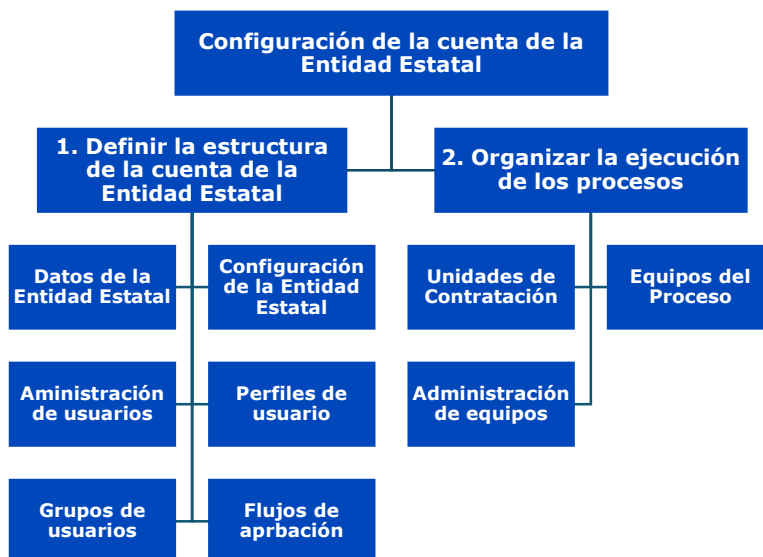 Configuración de la cuenta de la
Entidad Estatal
1. Definir la estructura
de la cuenta de la
Entidad Estatal
2. Organizar la ejecución
de los procesos
Datos de la
Entidad Estatal
Configuración
de la Entidad
Estatal
Unidades de
Contratación
Equipos del
Proceso
Aministración
de usuarios
Perfiles de
usuario
Administración
de equipos
Grupos de
usuarios
Flujos de
aprbación